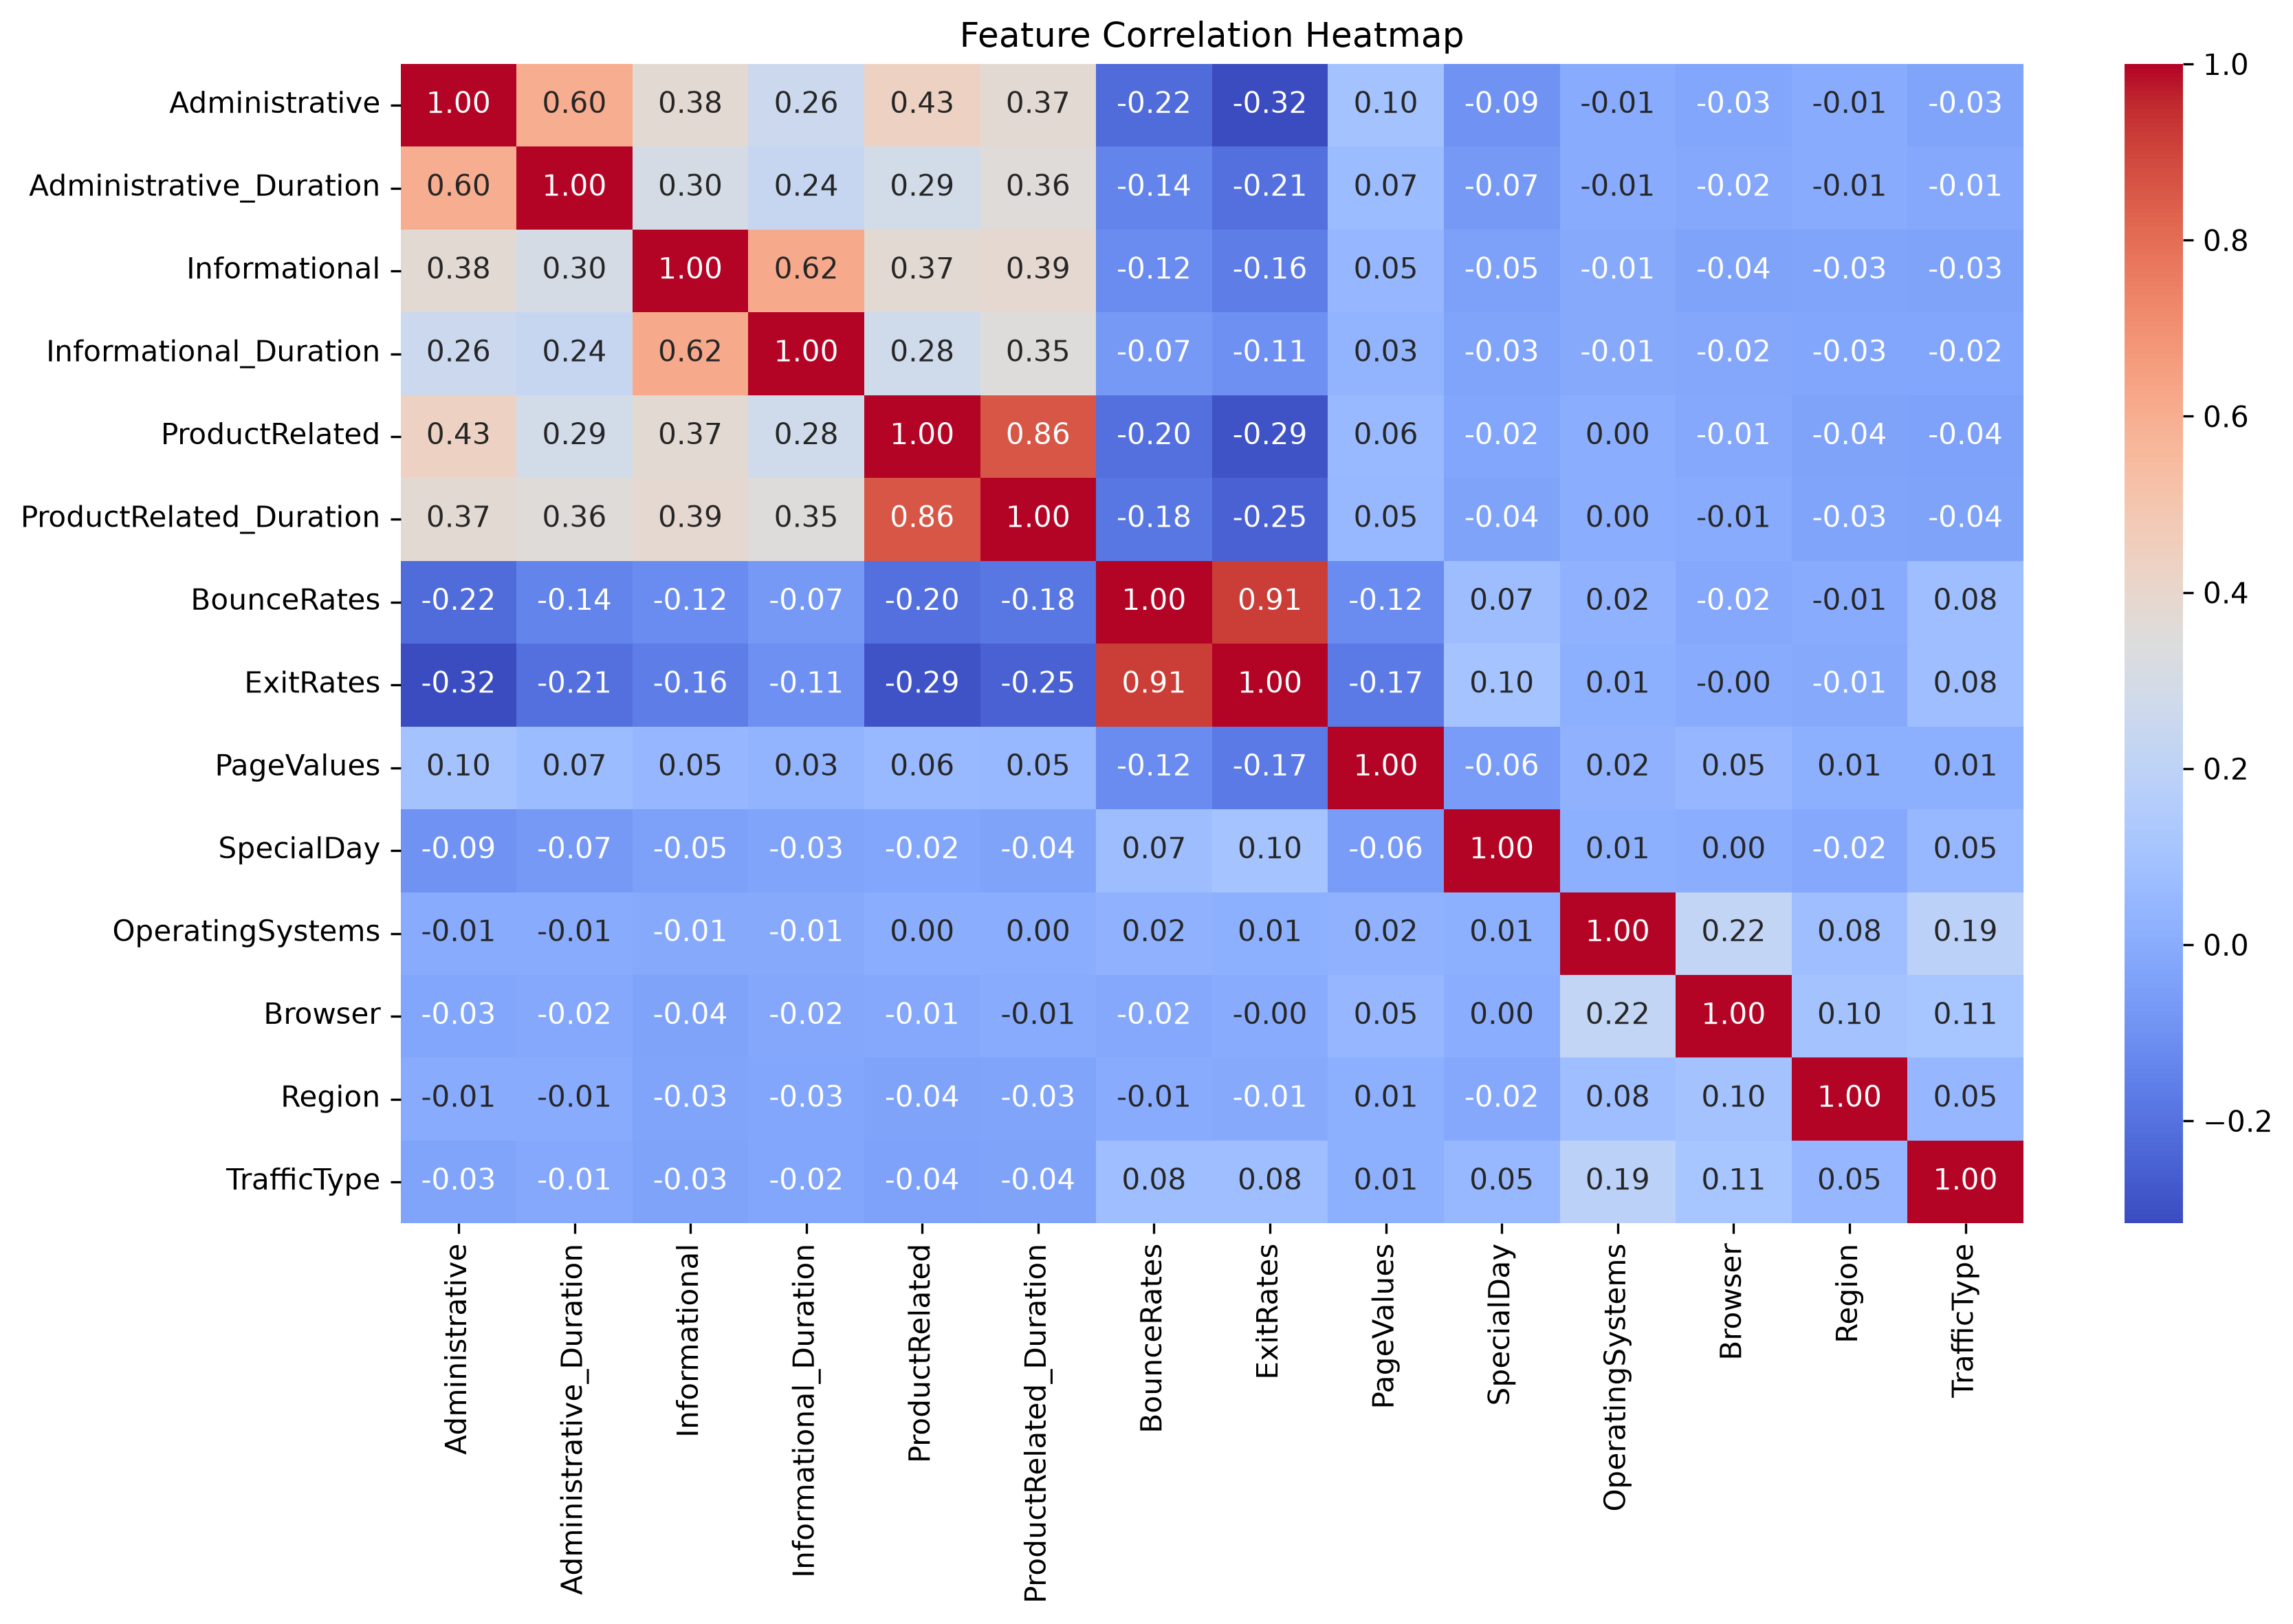 Feature Correlation Heatmap
Administrative 1.00 0.60 0.38 0.26 0.43 0.37 -0.22 -0.32 0.10 -0.09 -0.01 -0.03 -0.01 -0.03
Administrative_Duration 0.60 1.00 0.30 0.24 0.29 0.36 -0.14 -0.21 0.07 -0.07 -0.01 -0.02 -0.01 -0.01
Informational 0.38 0.30 1.00 0.62 0.37 0.39 -0.12 -0.16 0.05 -0.05 -0.01 -0.04 -0.03 -0.03
Informational_Duration 0.26 0.24 0.62 1.00 0.28 0.35 -0.07 -0.11 0.03 -0.03 -0.01 -0.02 -0.03 -0.02
ProductRelated 0.43 0.29 0.37 0.28 1.00 0.86 -0.20 -0.29 0.06 -0.02 0.00 -0.01 -0.04 -0.04
ProductRelated_Duration 0.37 0.36 0.39 0.35 0.86 1.00 -0.18 -0.25 0.05 -0.04 0.00 -0.01 -0.03 -0.04
BounceRates -0.22 -0.14 -0.12 -0.07 -0.20 -0.18 1.00 0.91 -0.12 0.07 0.02 -0.02 -0.01 0.08
ExitRates -0.32 -0.21 -0.16 -0.11 -0.29 -0.25 0.91 1.00 -0.17 0.10 0.01 -0.00 -0.01 0.08
PageValues 0.10 0.07 0.05 0.03 0.06 0.05 -0.12 -0.17 1.00 -0.06 0.02 0.05 0.01 0.01
SpecialDay -0.09 -0.07 -0.05 -0.03 -0.02 -0.04 0.07 0.10 -0.06 1.00 0.01 0.00 -0.02 0.05
OperatingSystems -0.01 -0.01 -0.01 -0.01 0.00 0.00 0.02 0.01 0.02 0.01 1.00 0.22 0.08 0.19
Browser -0.03 -0.02 -0.04 -0.02 -0.01 -0.01 -0.02 -0.00 0.05 0.00 0.22 1.00 0.10 0.11
Region -0.01 -0.01 -0.03 -0.03 -0.04 -0.03 -0.01 -0.01 0.01 -0.02 0.08 0.10 1.00 0.05
TrafficType -0.03 -0.01 -0.03 -0.02 -0.04 -0.04 0.08 0.08 0.01 0.05 0.19 0.11 0.05 1.00
Administrative
Administrative_Duration
Informational
Informational_Duration
ProductRelated
ProductRelated_Duration
BounceRates
ExitRates
PageValues
SpecialDay
OperatingSystems
Browser
Region
TrafficType
1.0
0.8
0.6
0.4
0.2
0.0
−0.2